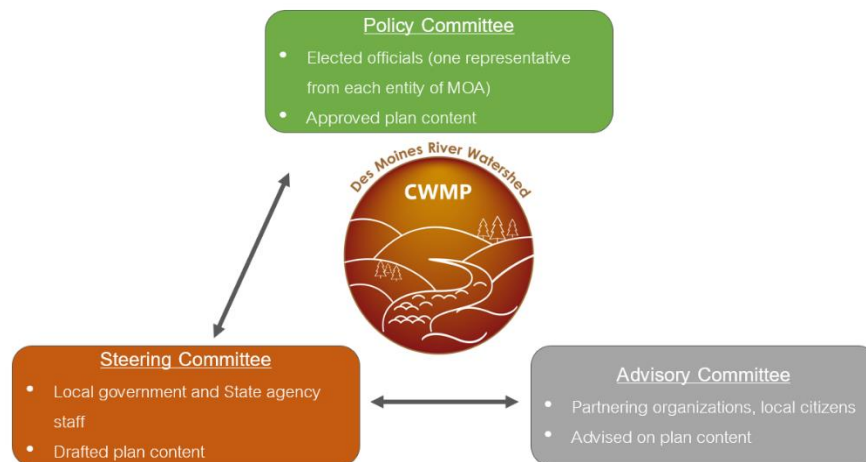 Policy Committee
• Elected officials (one representative
from each entity of MOA)
• Approved plan content
Des Moines River Watershed
CWMP
Steering Committee
• Local government and State agency
staff
• Drafted plan content
Advisory Committee
• Partnering organizations, local citizens
• Advised on plan content